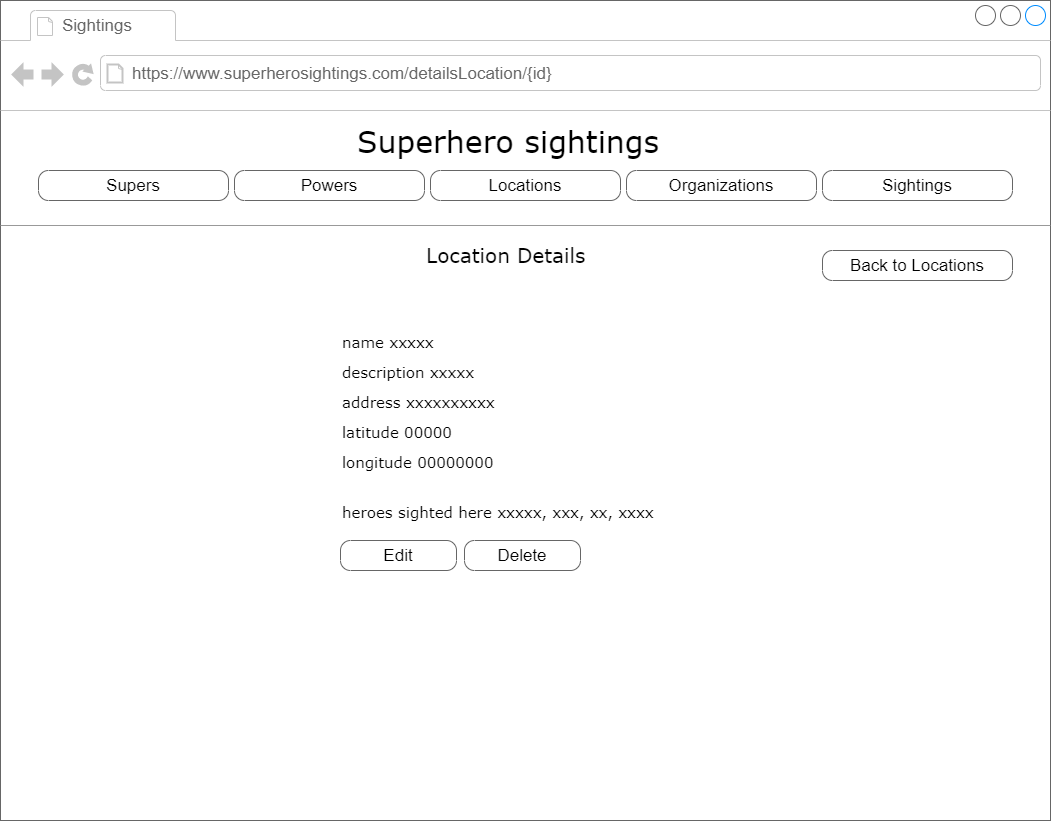 Sightings
https://www.superherosightings.com/detailsLocation/{id}
Superhero sightings
Supers Powers Locations Organizations Sightings
Location Details
Back to Locations
name xxxxx
description xxxxx
address xxxxxxxxxx
latitude 00000
longitude 00000000
heroes sighted here xxxxx, xxx, xx, xxxx
Edit Delete